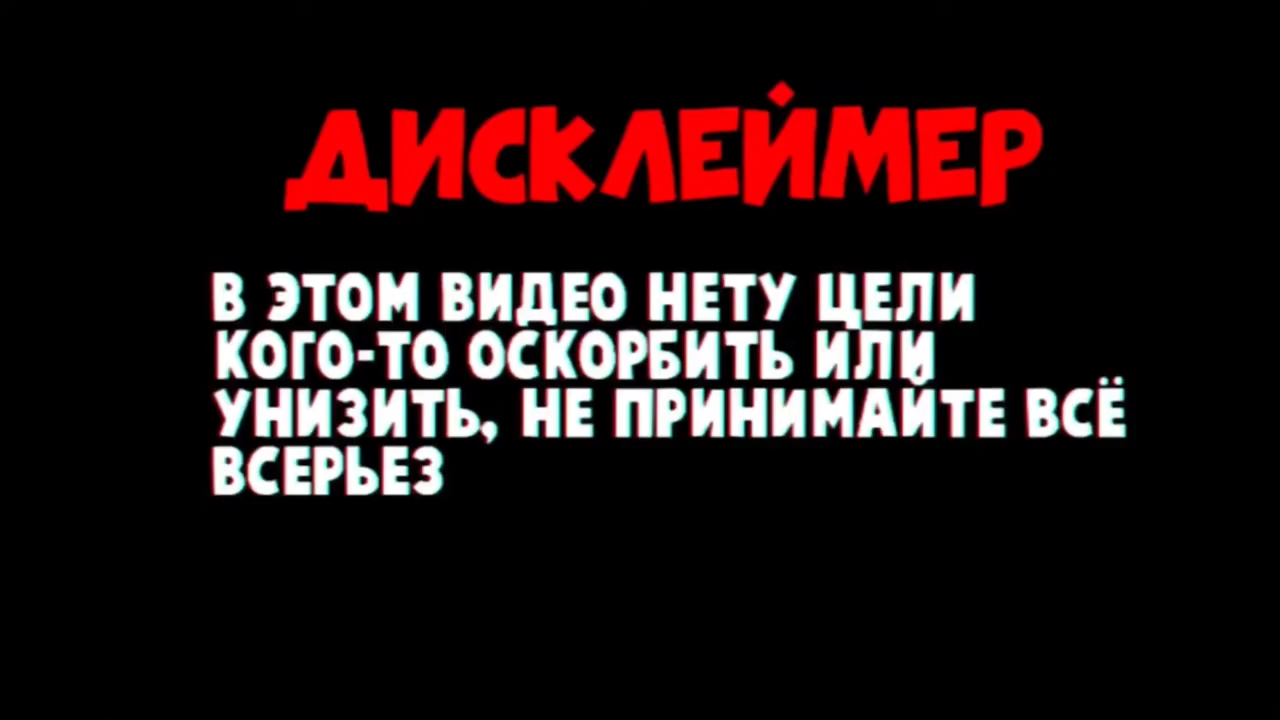 ДИСКЛЕЙМЕР
В ЭТОМ ВИДЕО НЕТУ ЦЕЛИ
КОГО-ТО ОСКОРБИТЬ ИЛИ
УНИЗИТЬ, НЕ ПРИНИМАЙТЕ ВСЁ
ВСЕРЬЕЗ